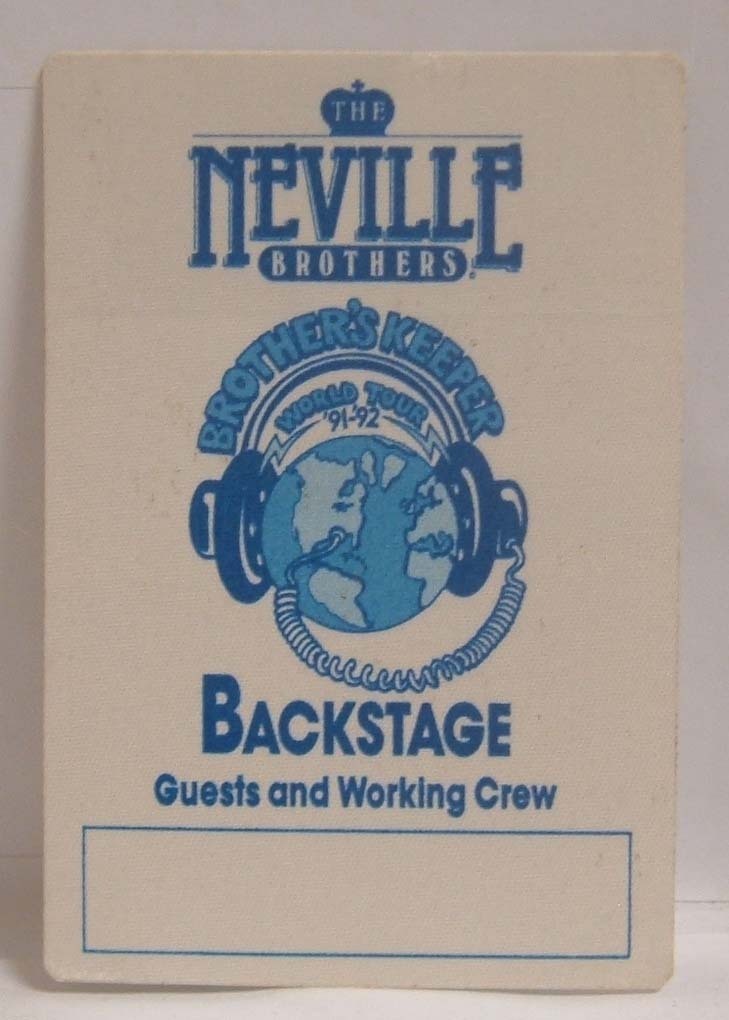 THE
NEVILLE
BROTHERS
BROTHER'S KEEPER
WORLD TOUR
'91-'92
BACKSTAGE
Guests and Working Crew